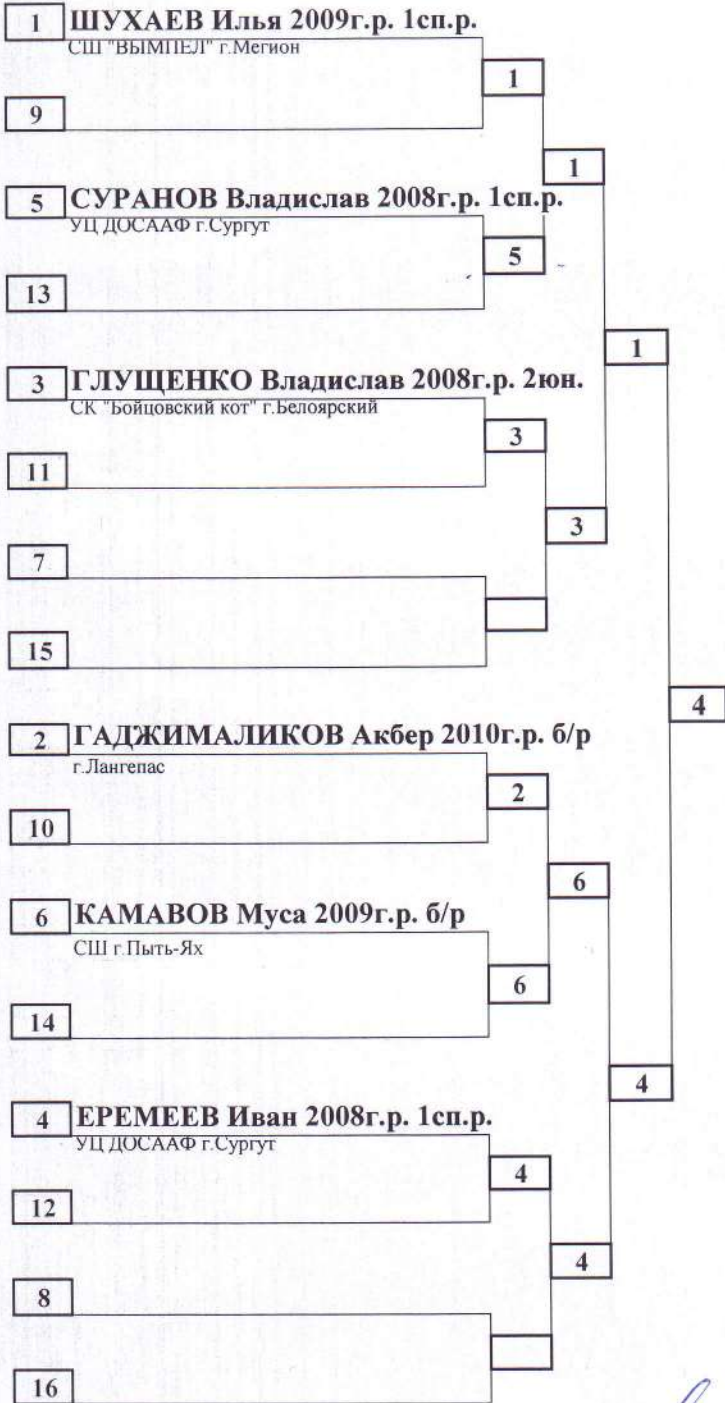 1 ШУХАЕВ Илья 2009г.р. 1сп.р.
СШ "ВЫМПЕЛ" г.Мегион
1
9
1
5 СУРАНОВ Владислав 2008г.р. 1сп.р.
УЦ ДОСААФ г.Сургут
5
13
1
3 ГЛУЩЕНКО Владислав 2008г.р. 2юн.
СК "Бойцовский кот" г.Белоярский
3
11
3
7
15
4
2 ГАДЖИМАЛИКОВ Акбер 2010г.р. б/р
г.Лангепас
2
10
6
6 КАМАВОВ Муса 2009г.р. б/р
СШ г.Пыть-Ях
6
14
4
4 ЕРЕМЕЕВ Иван 2008г.р. 1сп.р.
УЦ ДОСААФ г.Сургут
4
12
4
8
16